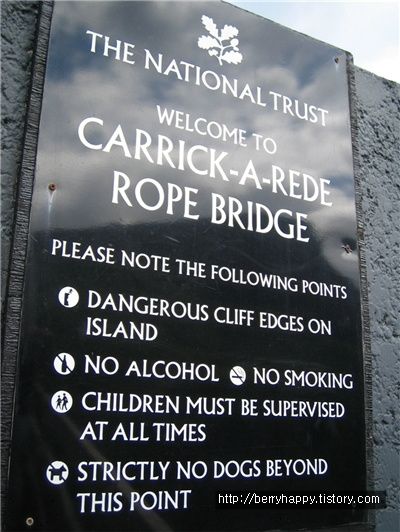 THE NATIONAL TRUST
WELCOME TO
CARRICK-A-REDE
ROPE BRIDGE
PLEASE NOTE THE FOLLOWING POINTS
DANGEROUS CLIFF EDGES ON
ISLAND
NO ALCOHOL NO SMOKING
CHILDREN MUST BE SUPERVISED
AT ALL TIMES
STRICTLY NO DOGS BEYOND
THIS POINT
http://berryhappy.tistory.com